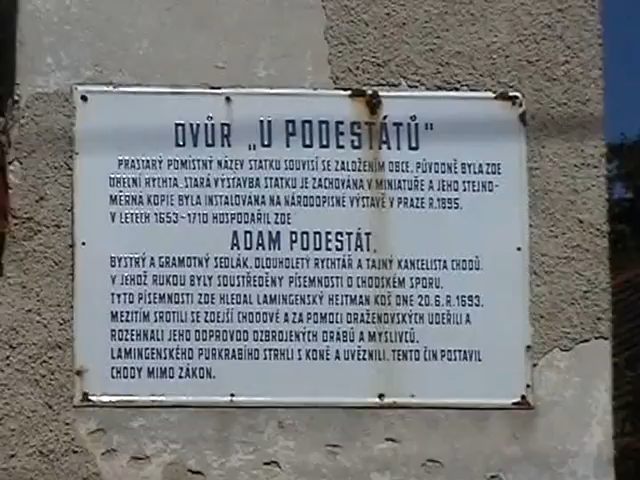 DVŮR „U PODESTÁTŮ"
PRASTARÝ POMISTNÝ NÁZEV STATKU SOUVISÍ SE ZALOŽENÍM OBCE. PŮVODNĚ BYLA ZDE
DHELNÍ RYCHTA. STARÁ VÝSTAVBA STATKU JE ZACHOVÁNA V MINIATUŘE A JEHO STEJNO-
MĚRNÁ KOPIE BYLA INSTALOVÁNA NA NÁRODOPISNÉ VÝSTAVĚ V PRAZE R.1895.
V LETECH 1653-1710 HOSPODAŘIL ZDE
ADAM PODESTÁT.
BYSTRÝ A GRAMOTNÝ SEDLÁK, DLOUHOLETÝ RYCHTÁŘ A TAJNÝ KANCELISTA CHODŮ.
V JEHOŽ RUKOU BYLY SOUSTŘEDĚNY PÍSEMNOSTI O CHODSKÉM SPORU.
TYTO PÍSEMNOSTI ZDE HLEDAL LAMINGENSKÝ HEJTMAN KOŠ DNE 20.6.R.1693.
MEZITÍM SROTILI SE ZDEJŠÍ CHODOVÉ A ZA POMOCI DRAŽENOVSKÝCH UDEŘILI A
ROZEHNALI JEHO DOPROVOD OZBROJENÝCH DRÁBŮ A MYSLIVCŮ.
LAMINGENSKÉHO PURKRABÍHO STRHLI S KONĚ A UVĚZNILI. TENTO ČIN POSTAVIL
CHODY MIMO ZÁKON.